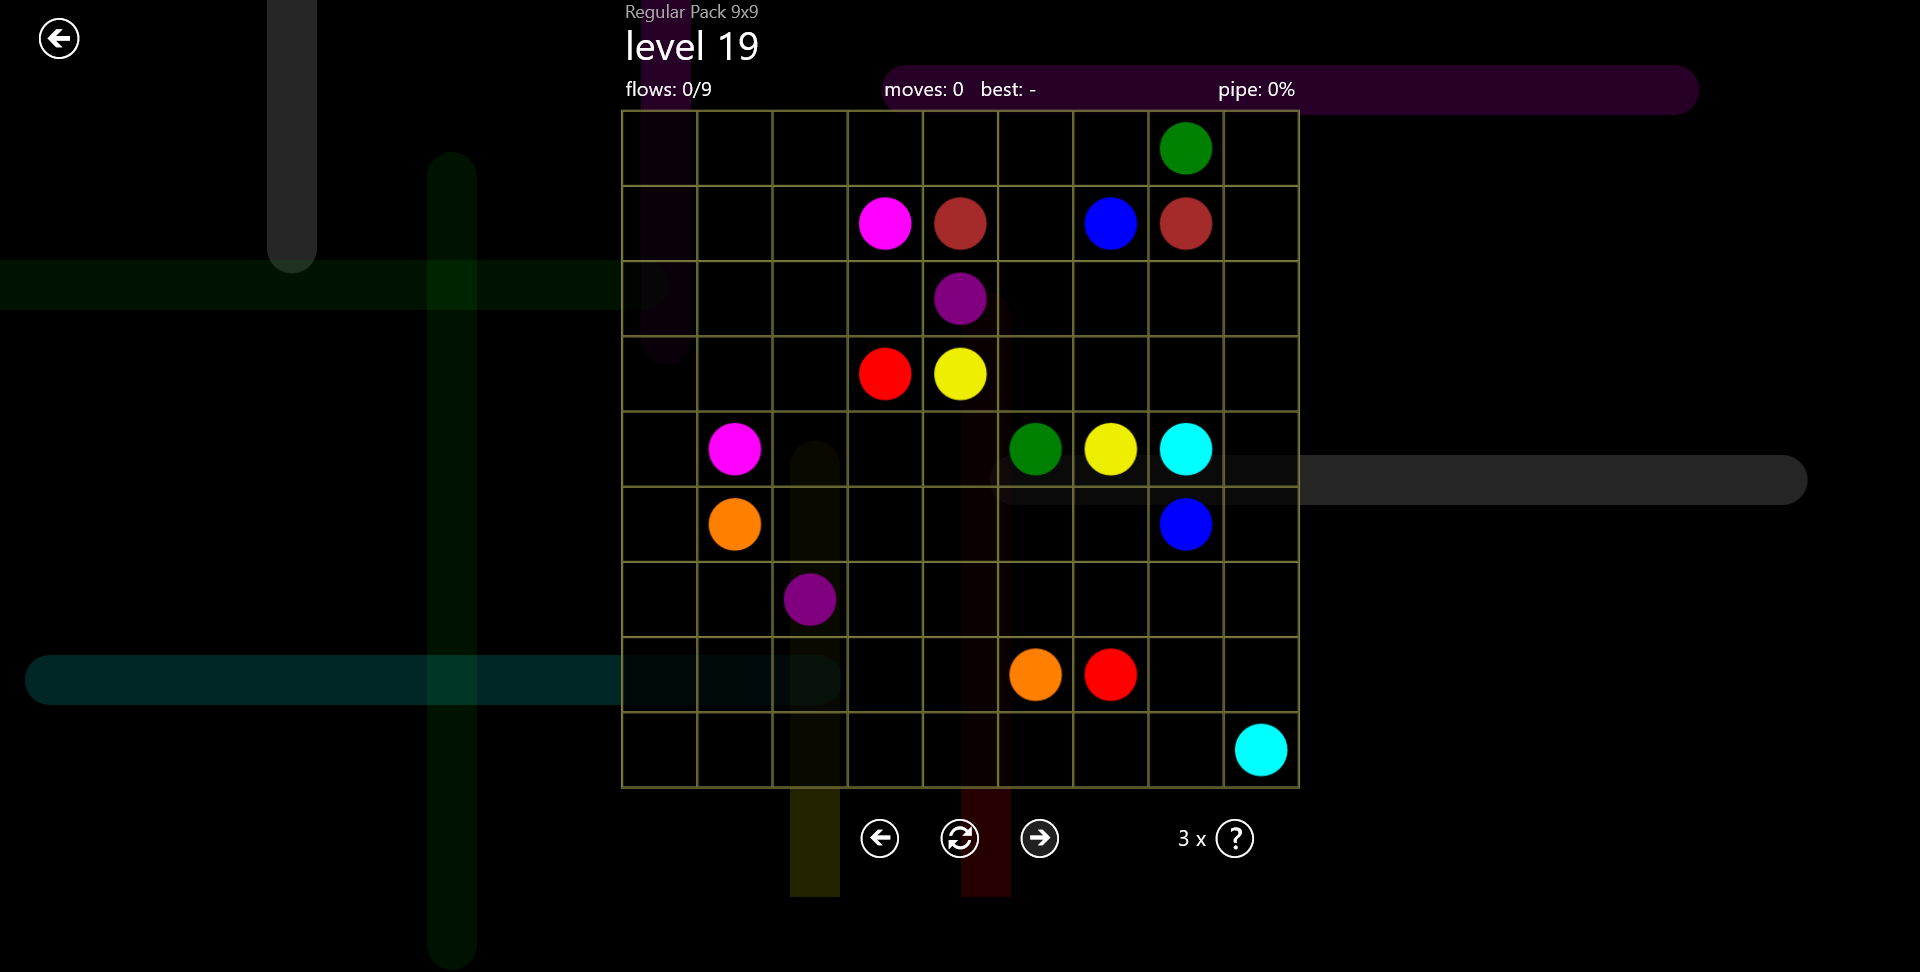 Regular Pack 9x9
level 19
flows: 0/9 moves: 0 best: - pipe: 0%
3 x ?